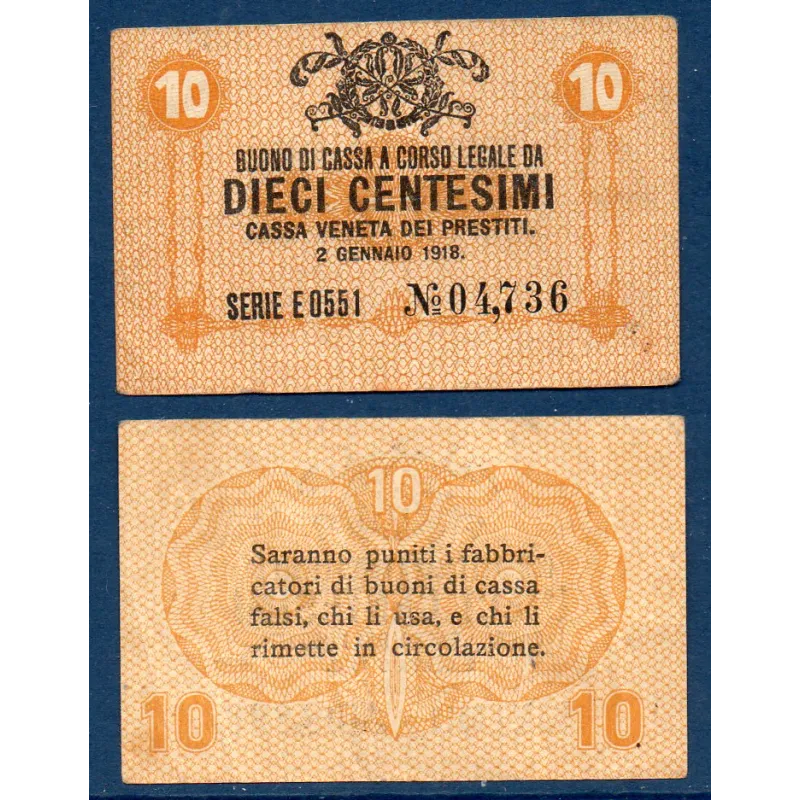 10 10
BUONO DI CASSA A CORSO LEGALE DA
DIECI CENTESIMI
CASSA VENETA DEI PRESTITI.
2 GENNAIO 1918.
SERIE E 0551 № 04,736
10
Saranno puniti i fabbri-
catori di buoni di cassa
falsi, chi li usa, e chi li
rimette in circolazione.
10 10